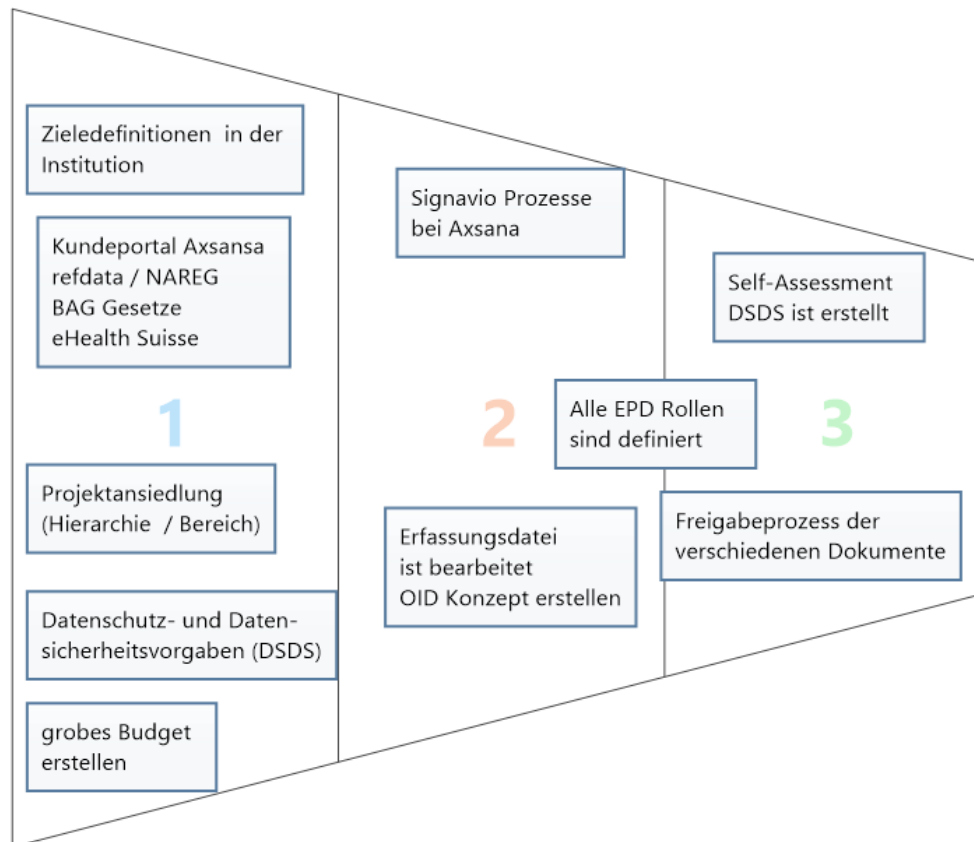 Zieledefinitionen in der
Institution
Kundeportal Axsansa
refdata / NAREG
BAG Gesetze
eHealth Suisse
1
Projektansiedlung
(Hierarchie / Bereich)
Datenschutz- und Daten-
sicherheitsvorgaben (DSDS)
grobes Budget
erstellen
Signavio Prozesse
bei Axsana
2
Erfassungsdatei
ist bearbeitet
OID Konzept erstellen
Alle EPD Rollen
sind definiert
Self-Assessment
DSDS ist erstellt
3
Freigabeprozess der
verschiedenen Dokumente